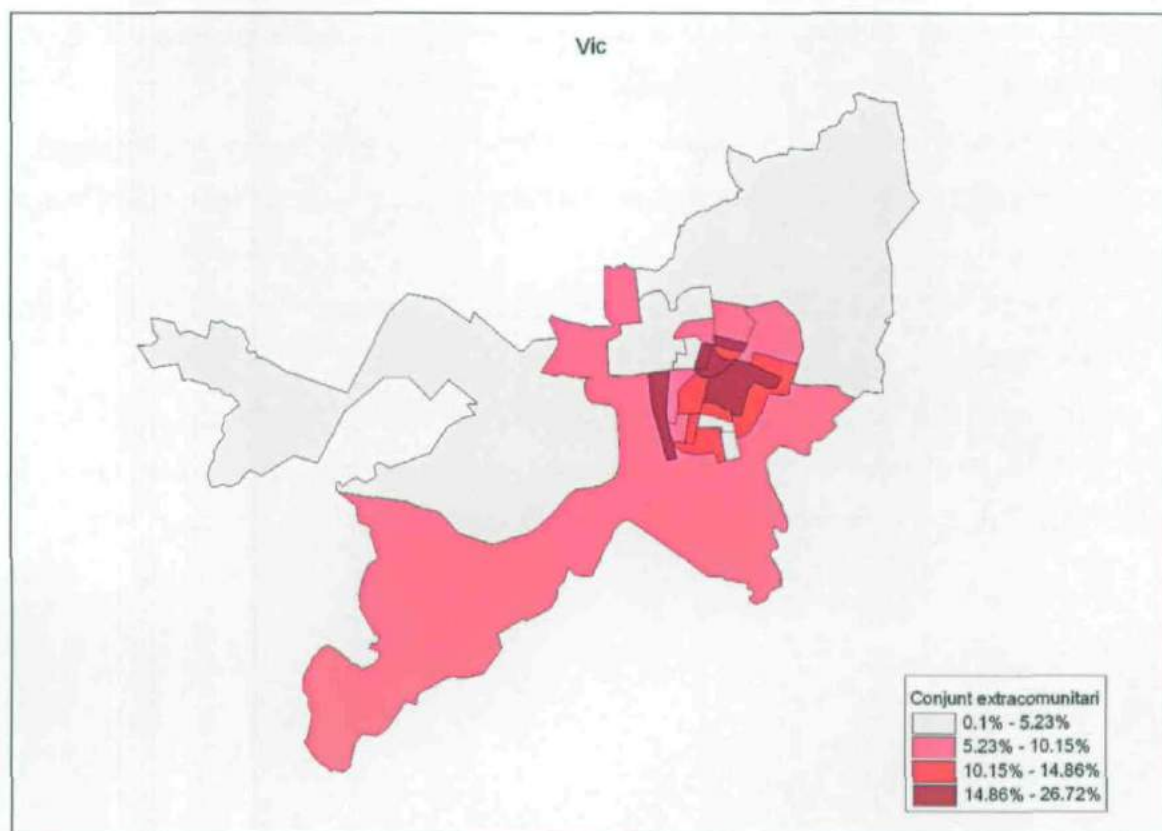 Vic
Conjunt extracomunitari
0.1% - 5.23%
5.23% - 10.15%
10.15% - 14.86%
14.86% - 26.72%